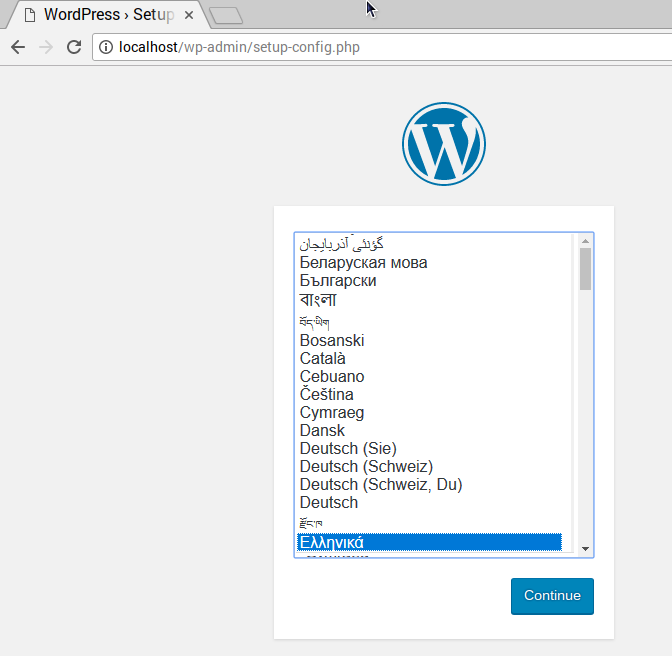 WordPress › Setup
localhost/wp-admin/setup-config.php
گؤنئی آذربایجان
Беларуская мова
Български
বাংলা
བོད་ཡིག
Bosanski
Català
Cebuano
Čeština
Cymraeg
Dansk
Deutsch (Sie)
Deutsch (Schweiz)
Deutsch (Schweiz, Du)
Deutsch
རྫོང་ཁ
Ελληνικά
Continue